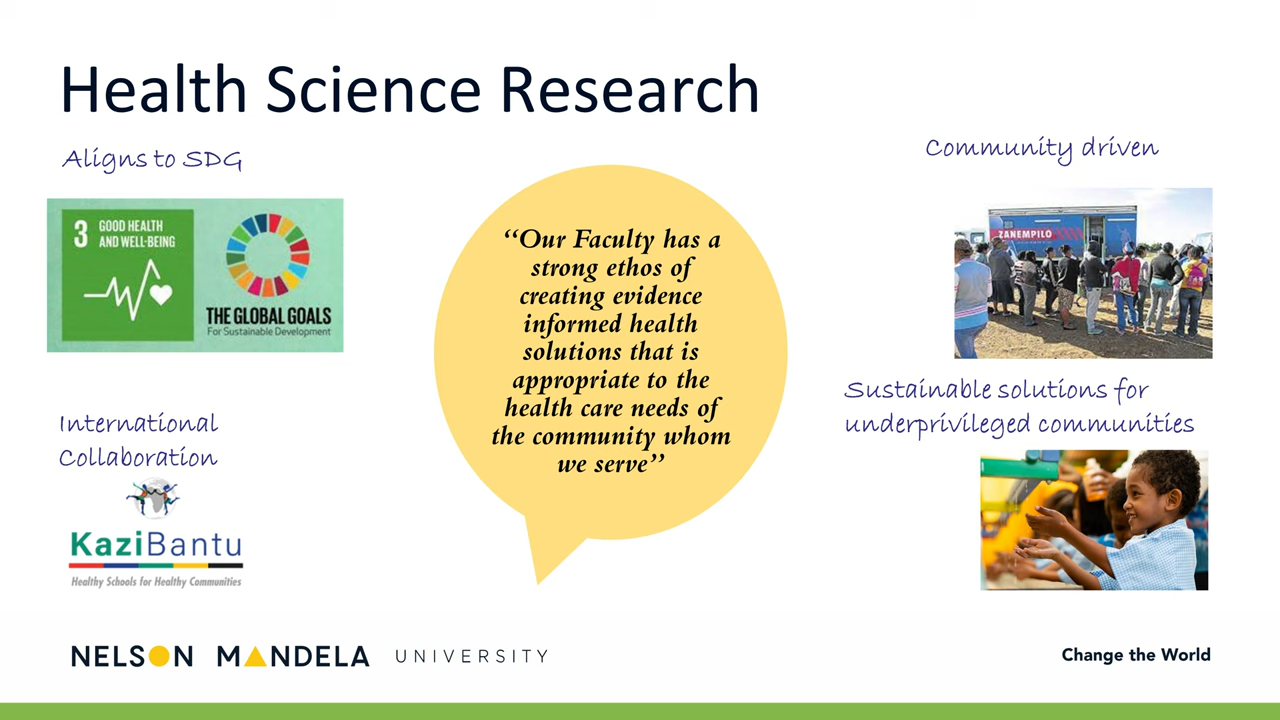 Health Science Research
Aligns to SDG
3 GOOD HEALTH
AND WELL-BEING
THE GLOBAL GOALS
For Sustainable Development
International
Collaboration
KaziBantu
Healthy Schools for Healthy Communities
“Our Faculty has a
strong ethos of
creating evidence
informed health
solutions that is
appropriate to the
health care needs of
the community whom
we serve”
Community driven
ZANEMPILO
Sustainable solutions for
underprivileged communities
NELSON MANDELA UNIVERSITY
Change the World